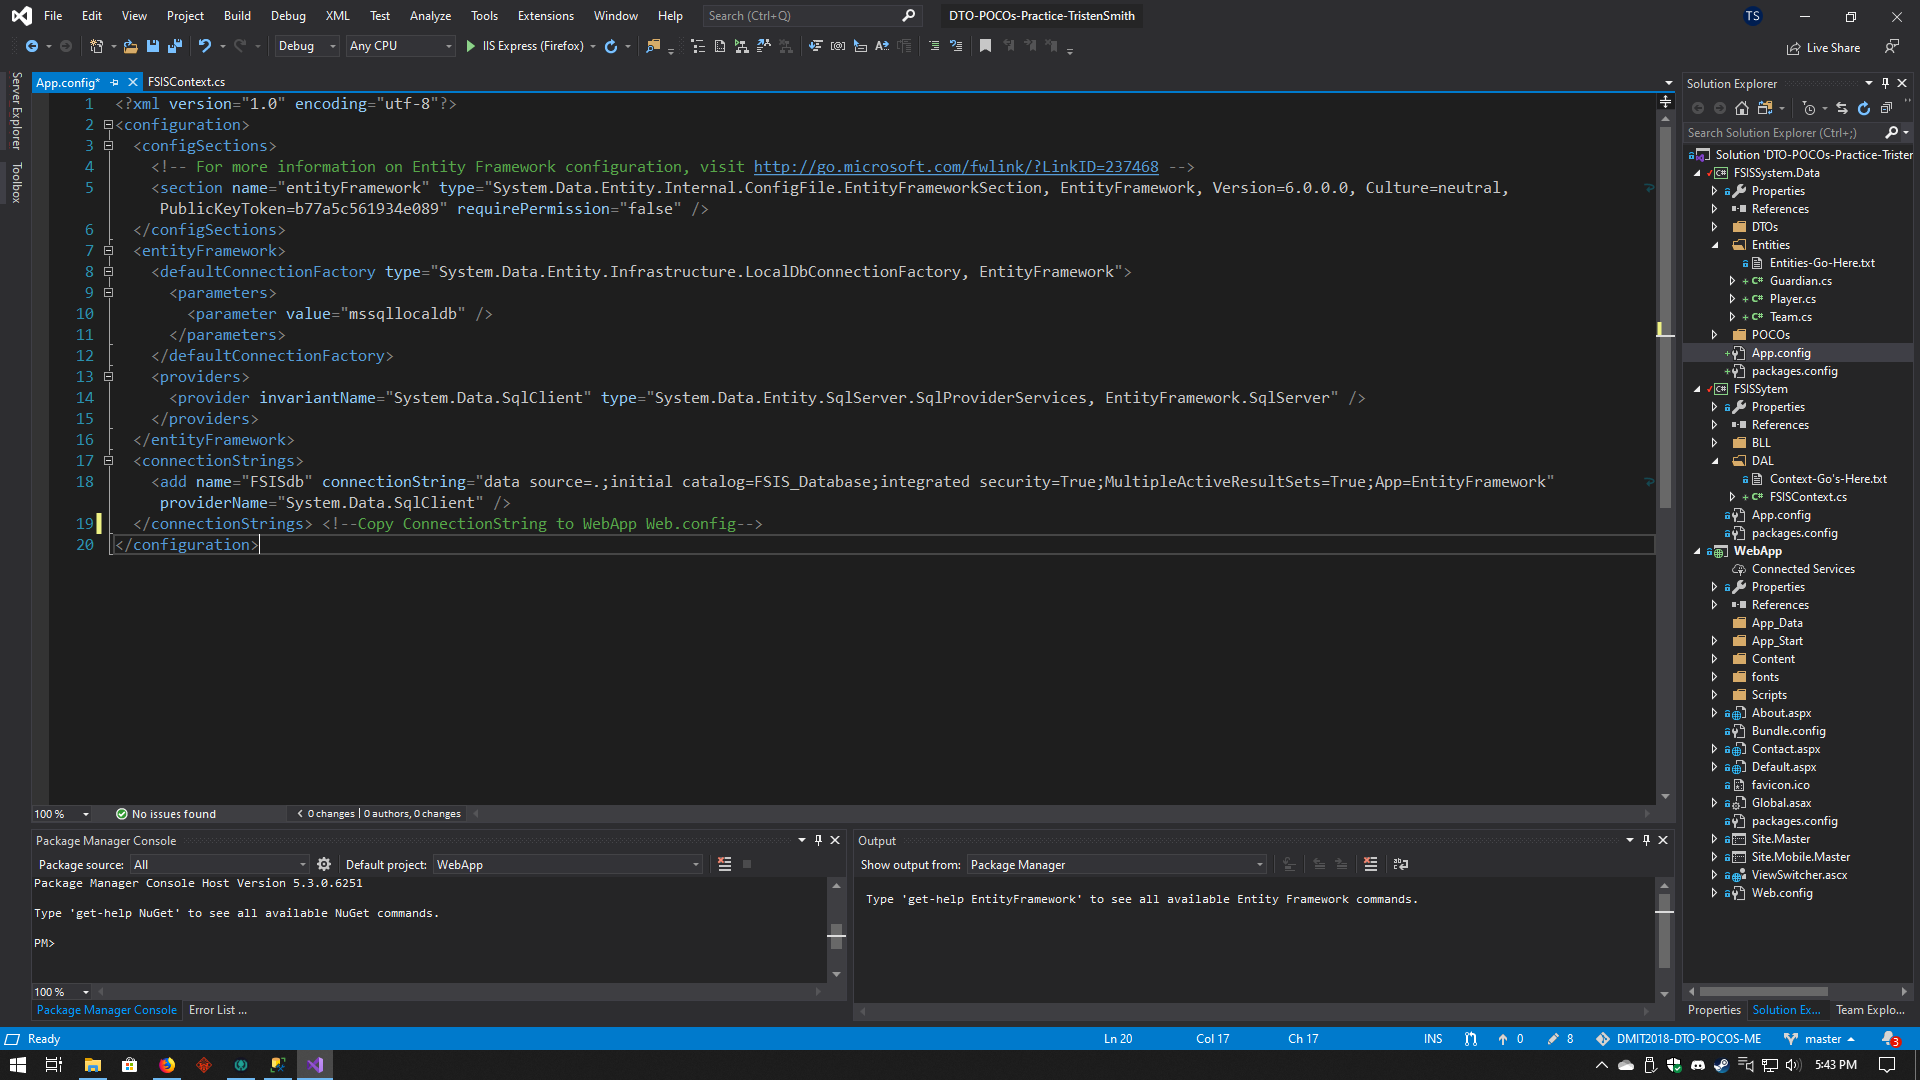 File Edit View Project Build Debug XML Test Analyze Tools Extensions Window Help Search (Ctrl+Q) DTO-POCOs-Practice-TristenSmith TS
Debug Any CPU IIS Express (Firefox) Live Share
Server Explorer
Toolbox
App.config* FSISContext.cs
1 <?xml version="1.0" encoding="utf-8"?>
2 <configuration>
3 <configSections>
4 <!-- For more information on Entity Framework configuration, visit http://go.microsoft.com/fwlink/?LinkID=237468 -->
5 <section name="entityFramework" type="System.Data.Entity.Internal.ConfigFile.EntityFrameworkSection, EntityFramework, Version=6.0.0.0, Culture=neutral,
PublicKeyToken=b77a5c561934e089" requirePermission="false" />
6 </configSections>
7 <entityFramework>
8 <defaultConnectionFactory type="System.Data.Entity.Infrastructure.LocalDbConnectionFactory, EntityFramework">
9 <parameters>
10 <parameter value="mssqllocaldb" />
11 </parameters>
12 </defaultConnectionFactory>
13 <providers>
14 <provider invariantName="System.Data.SqlClient" type="System.Data.Entity.SqlServer.SqlProviderServices, EntityFramework.SqlServer" />
15 </providers>
16 </entityFramework>
17 <connectionStrings>
18 <add name="FSISdb" connectionString="data source=.;initial catalog=FSIS_Database;integrated security=True;MultipleActiveResultSets=True;App=EntityFramework"
providerName="System.Data.SqlClient" />
19 </connectionStrings> <!--Copy ConnectionString to WebApp Web.config-->
20 </configuration>
100 % No issues found 0 changes | 0 authors, 0 changes
Package Manager Console
Package source: All Default project: WebApp
Package Manager Console Host Version 5.3.0.6251
Type 'get-help NuGet' to see all available NuGet commands.
PM>
100 %
Package Manager Console Error List ...
Output
Show output from: Package Manager
Type 'get-help EntityFramework' to see all available Entity Framework commands.
Solution Explorer
Search Solution Explorer (Ctrl+;)
Solution 'DTO-POCOs-Practice-Trister
FSISSystem.Data
Properties
References
DTOs
Entities
Entities-Go-Here.txt
Guardian.cs
Player.cs
Team.cs
POCOs
App.config
packages.config
FSISSytem
Properties
References
BLL
DAL
Context-Go's-Here.txt
FSISContext.cs
App.config
packages.config
WebApp
Connected Services
Properties
References
App_Data
App_Start
Content
fonts
Scripts
About.aspx
Bundle.config
Contact.aspx
Default.aspx
favicon.ico
Global.asax
packages.config
Site.Master
Site.Mobile.Master
ViewSwitcher.ascx
Web.config
Properties Solution Ex... Team Explo...
Ready Ln 20 Col 17 Ch 17 INS 0 8 DMIT2018-DTO-POCOS-ME master 3
5:43 PM